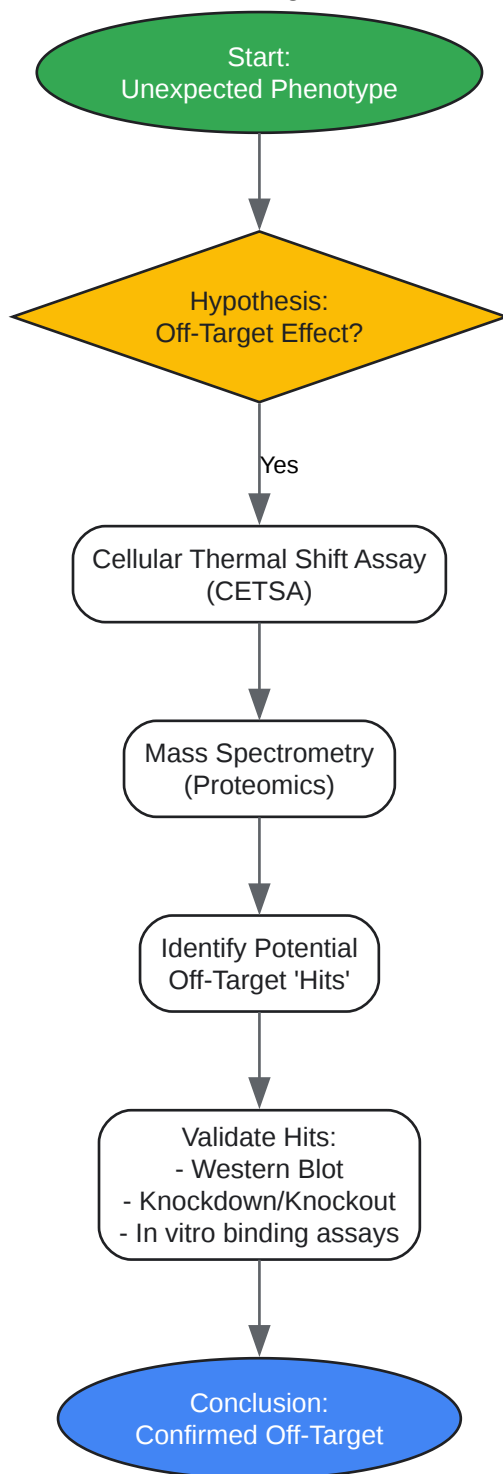 Start:
Unexpected Phenotype
Hypothesis:
Off-Target Effect?
Yes
Cellular Thermal Shift Assay
(CETSA)
Mass Spectrometry
(Proteomics)
Identify Potential
Off-Target 'Hits'
Validate Hits:
- Western Blot
- Knockdown/Knockout
- In vitro binding assays
Conclusion:
Confirmed Off-Target